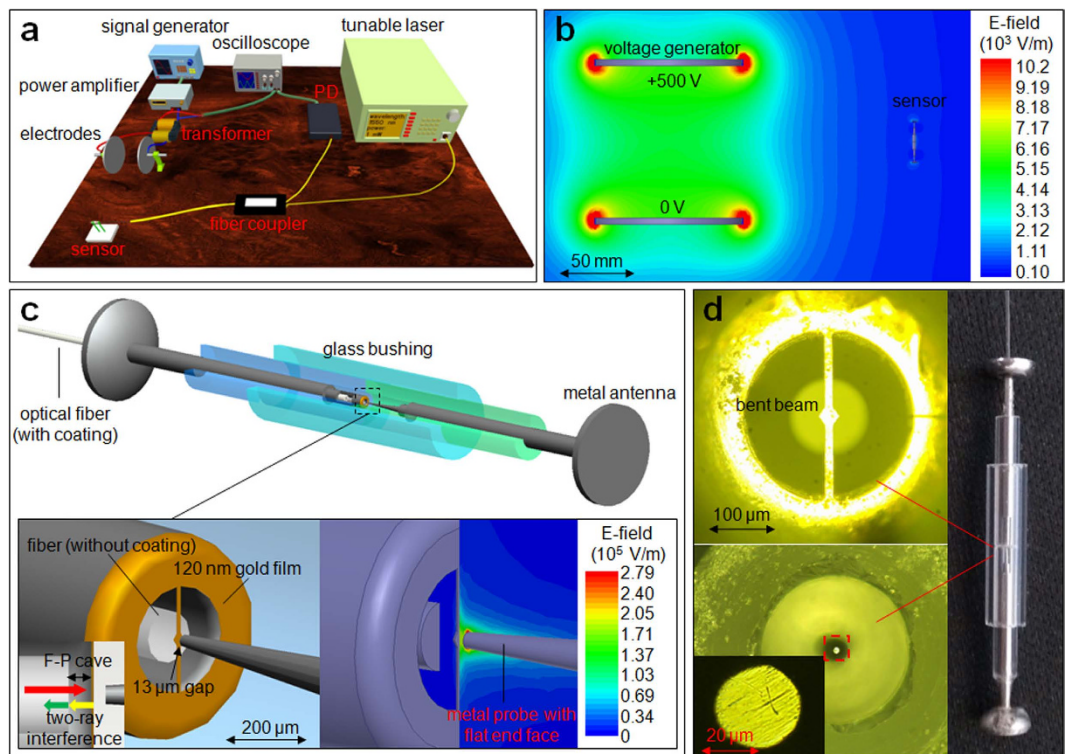 a
signal generator
oscilloscope
tunable laser
power amplifier
PD
electrodes
transformer
fiber coupler
sensor
b
voltage generator
+500 V
sensor
0 V
50 mm
E-field
(10³ V/m)
10.2
9.18
8.18
7.17
6.16
5.15
4.14
3.13
2.12
1.11
0.10
c
glass bushing
optical fiber
(with coating)
metal antenna
fiber (without coating)
120 nm gold film
F-P cave
13 µm gap
two-ray
interference
200 µm
metal probe with
flat end face
E-field
(10⁵ V/m)
2.79
2.40
2.05
1.71
1.37
1.03
0.69
0.34
0
d
bent beam
100 µm
20 µm